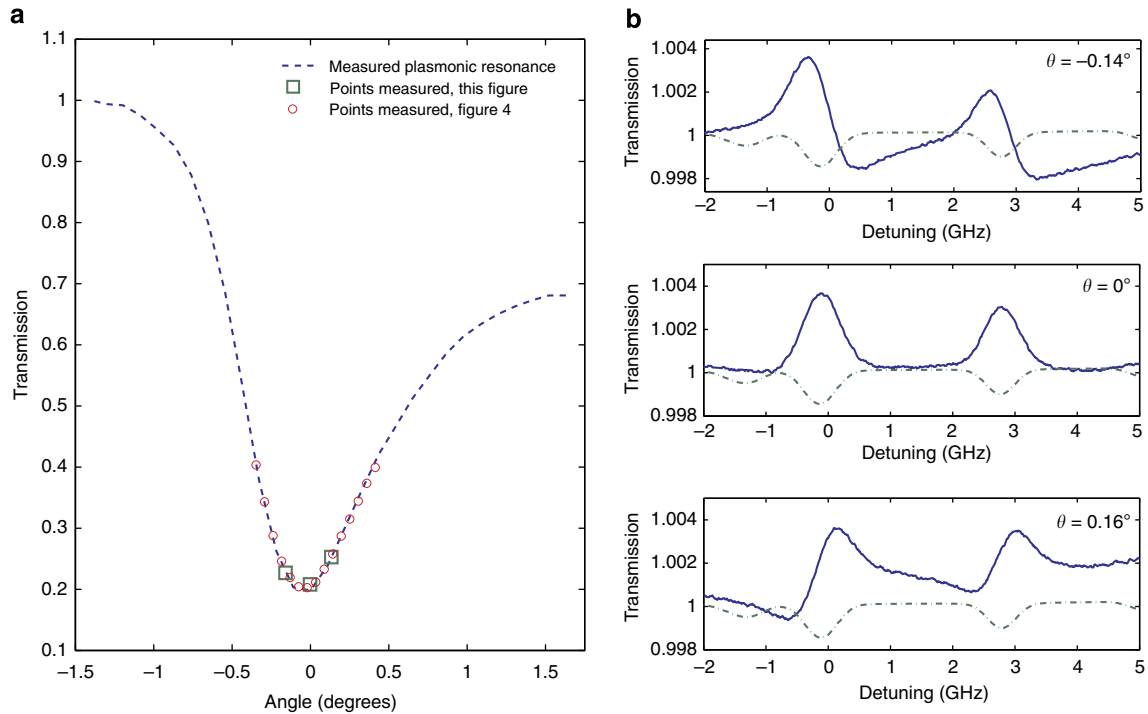 a
1.1
1
0.9
0.8
0.7
0.6
0.5
0.4
0.3
0.2
0.1
Transmission
−1.5 −1 −0.5 0 0.5 1 1.5
Angle (degrees)
Measured plasmonic resonance
Points measured, this figure
Points measured, figure 4
b
θ = −0.14°
1.004
1.002
1
0.998
Transmission
−2 −1 0 1 2 3 4 5
Detuning (GHz)
θ = 0°
1.004
1.002
1
0.998
Transmission
−2 −1 0 1 2 3 4 5
Detuning (GHz)
θ = 0.16°
1.004
1.002
1
0.998
Transmission
−2 −1 0 1 2 3 4 5
Detuning (GHz)